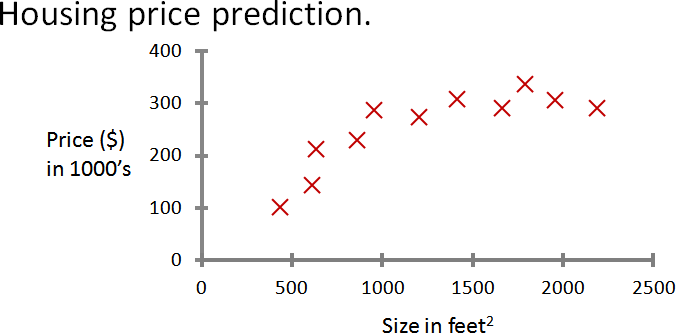 Housing price prediction.
400
300
Price ($)
in 1000's
200
100
0
0 500 1000 1500 2000 2500
Size in feet²